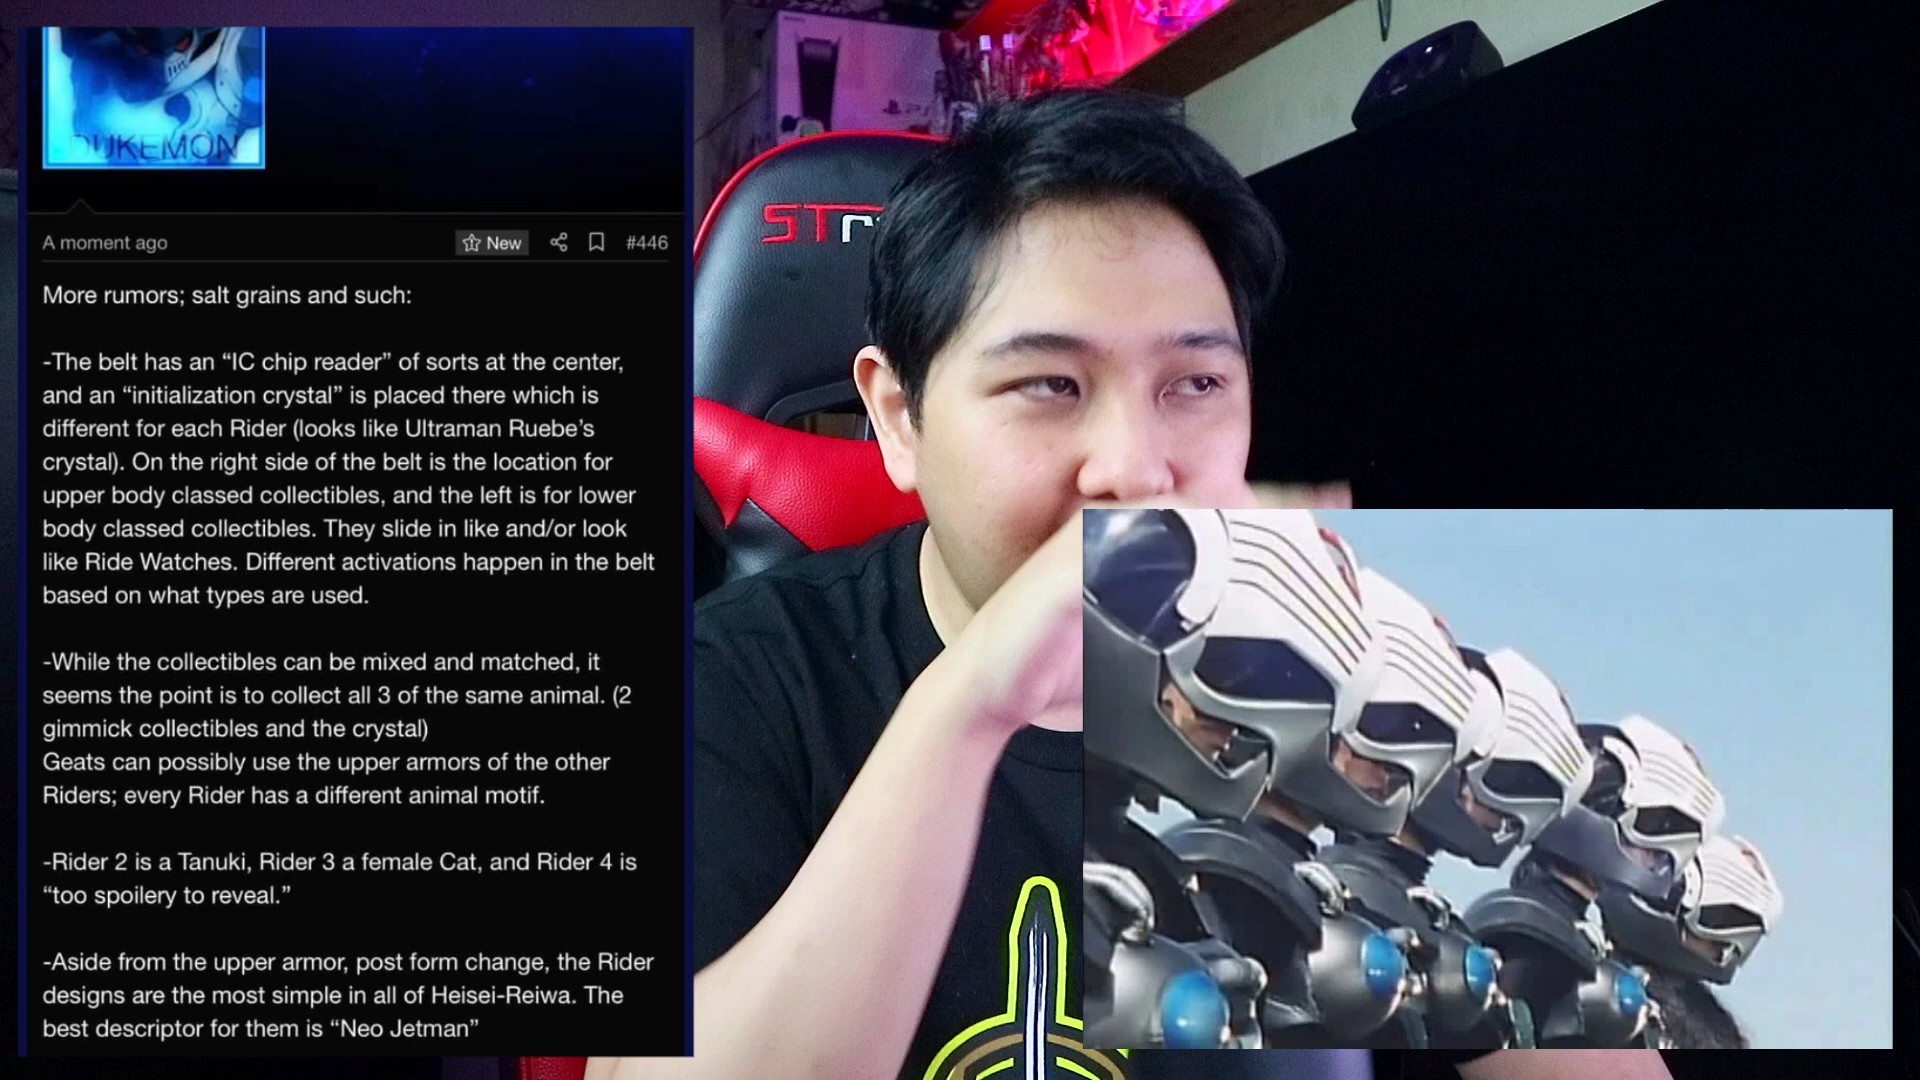 DUKEMON
A moment ago
New
#446
More rumors; salt grains and such:
-The belt has an “IC chip reader” of sorts at the center,
and an “initialization crystal” is placed there which is
different for each Rider (looks like Ultraman Ruebe’s
crystal). On the right side of the belt is the location for
upper body classed collectibles, and the left is for lower
body classed collectibles. They slide in like and/or look
like Ride Watches. Different activations happen in the belt
based on what types are used.
-While the collectibles can be mixed and matched, it
seems the point is to collect all 3 of the same animal. (2
gimmick collectibles and the crystal)
Geats can possibly use the upper armors of the other
Riders; every Rider has a different animal motif.
-Rider 2 is a Tanuki, Rider 3 a female Cat, and Rider 4 is
“too spoilery to reveal.”
-Aside from the upper armor, post form change, the Rider
designs are the most simple in all of Heisei-Reiwa. The
best descriptor for them is “Neo Jetman”